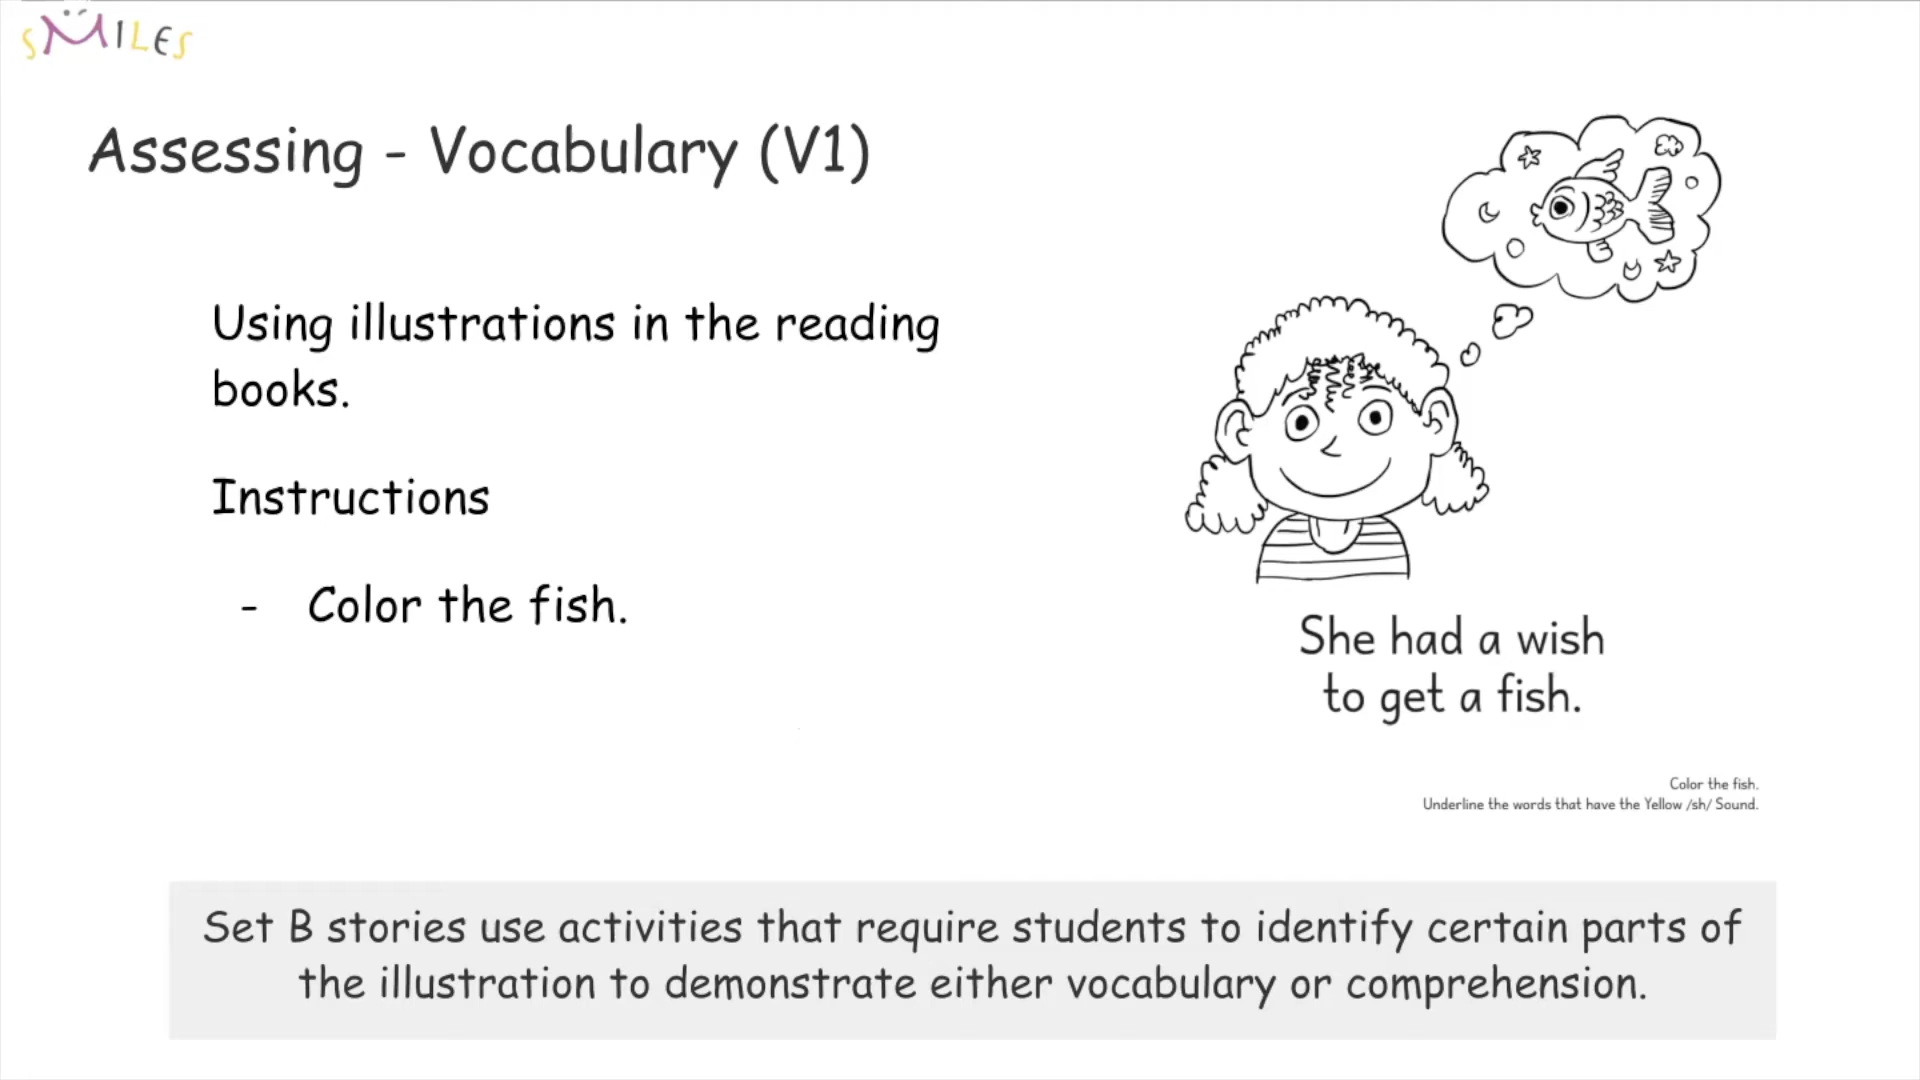 SMILES
Assessing - Vocabulary (V1)
Using illustrations in the reading
books.
Instructions
- Color the fish.
She had a wish
to get a fish.
Color the fish.
Underline the words that have the Yellow /sh/ Sound.
Set B stories use activities that require students to identify certain parts of
the illustration to demonstrate either vocabulary or comprehension.